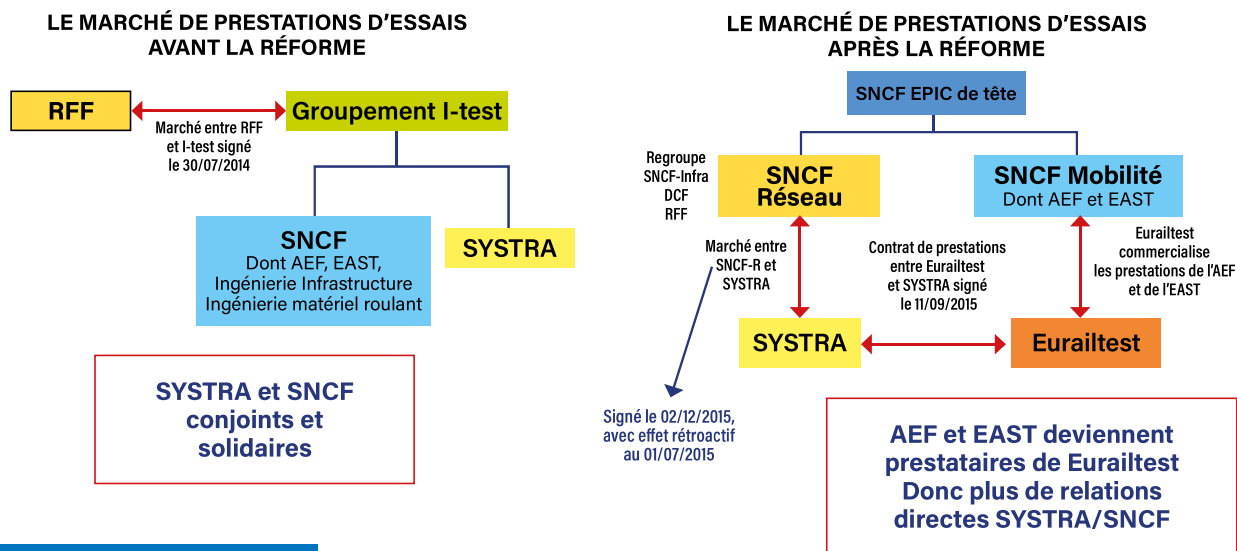 LE MARCHÉ DE PRESTATIONS D’ESSAIS
AVANT LA RÉFORME
RFF
Groupement I-test
Marché entre RFF
et I-test signé
le 30/07/2014
SNCF
Dont AEF, EAST,
Ingénierie Infrastructure
Ingénierie matériel roulant
SYSTRA
SYSTRA et SNCF
conjoints et
solidaires
LE MARCHÉ DE PRESTATIONS D’ESSAIS
APRÈS LA RÉFORME
SNCF EPIC de tête
Regroupe
SNCF-Infra
DCF
RFF
SNCF
Réseau
SNCF Mobilité
Dont AEF et EAST
Marché entre
SNCF-R et
SYSTRA
Contrat de prestations
entre Eurailtest
et SYSTRA signé
le 11/09/2015
Eurailtest
commercialise
les prestations de l’AEF
et de l’EAST
SYSTRA
Eurailtest
Signé le 02/12/2015,
avec effet rétroactif
au 01/07/2015
AEF et EAST deviennent
prestataires de Eurailtest
Donc plus de relations
directes SYSTRA/SNCF